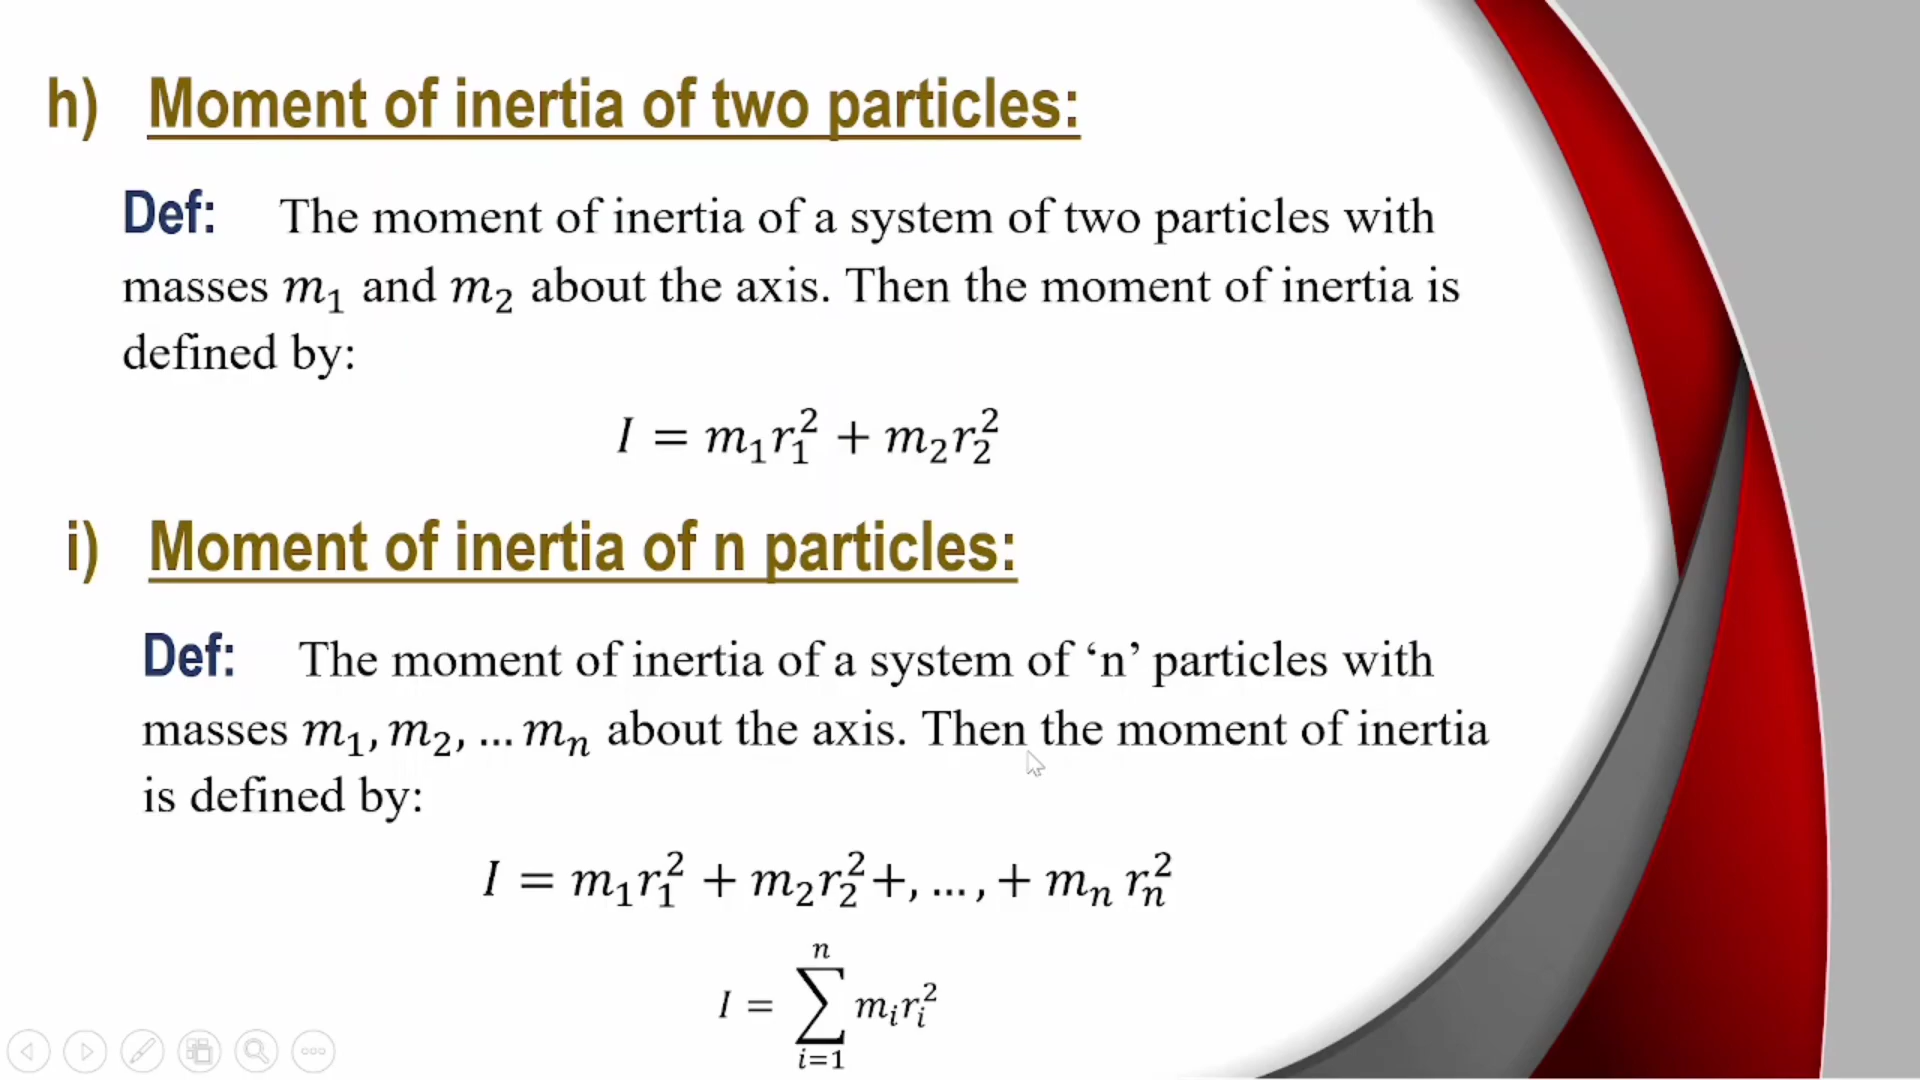 h) Moment of inertia of two particles:
Def: The moment of inertia of a system of two particles with
masses m₁ and m₂ about the axis. Then the moment of inertia is
defined by:
I = m₁r₁² + m₂r₂²
i) Moment of inertia of n particles:
Def: The moment of inertia of a system of ‘n’ particles with
masses m₁, m₂, … mₙ about the axis. Then the moment of inertia
is defined by:
I = m₁r₁² + m₂r₂²+, … , + mₙ rₙ²
I = ∑ᵢ₌₁ⁿ mᵢrᵢ²